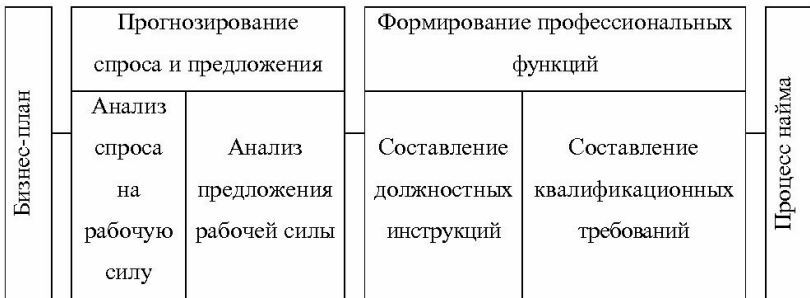 Бизнес-план
Прогнозирование
спроса и предложения
Анализ
спроса
на
рабочую
силу
Анализ
предложения
рабочей силы
Формирование профессиональных
функций
Составление
должностных
инструкций
Составление
квалификационных
требований
Процесс найма